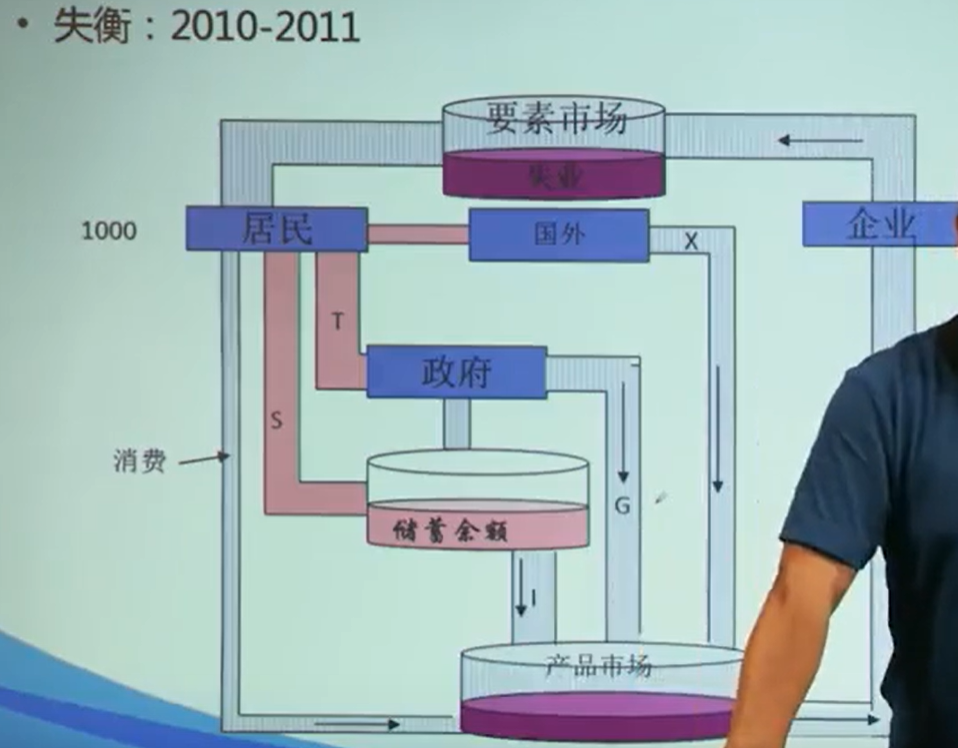 • 失衡：2010-2011
要素市场
失业
1000
居民
国外
X
企业
T
政府
S
消费
G
储蓄余额
I
产品市场